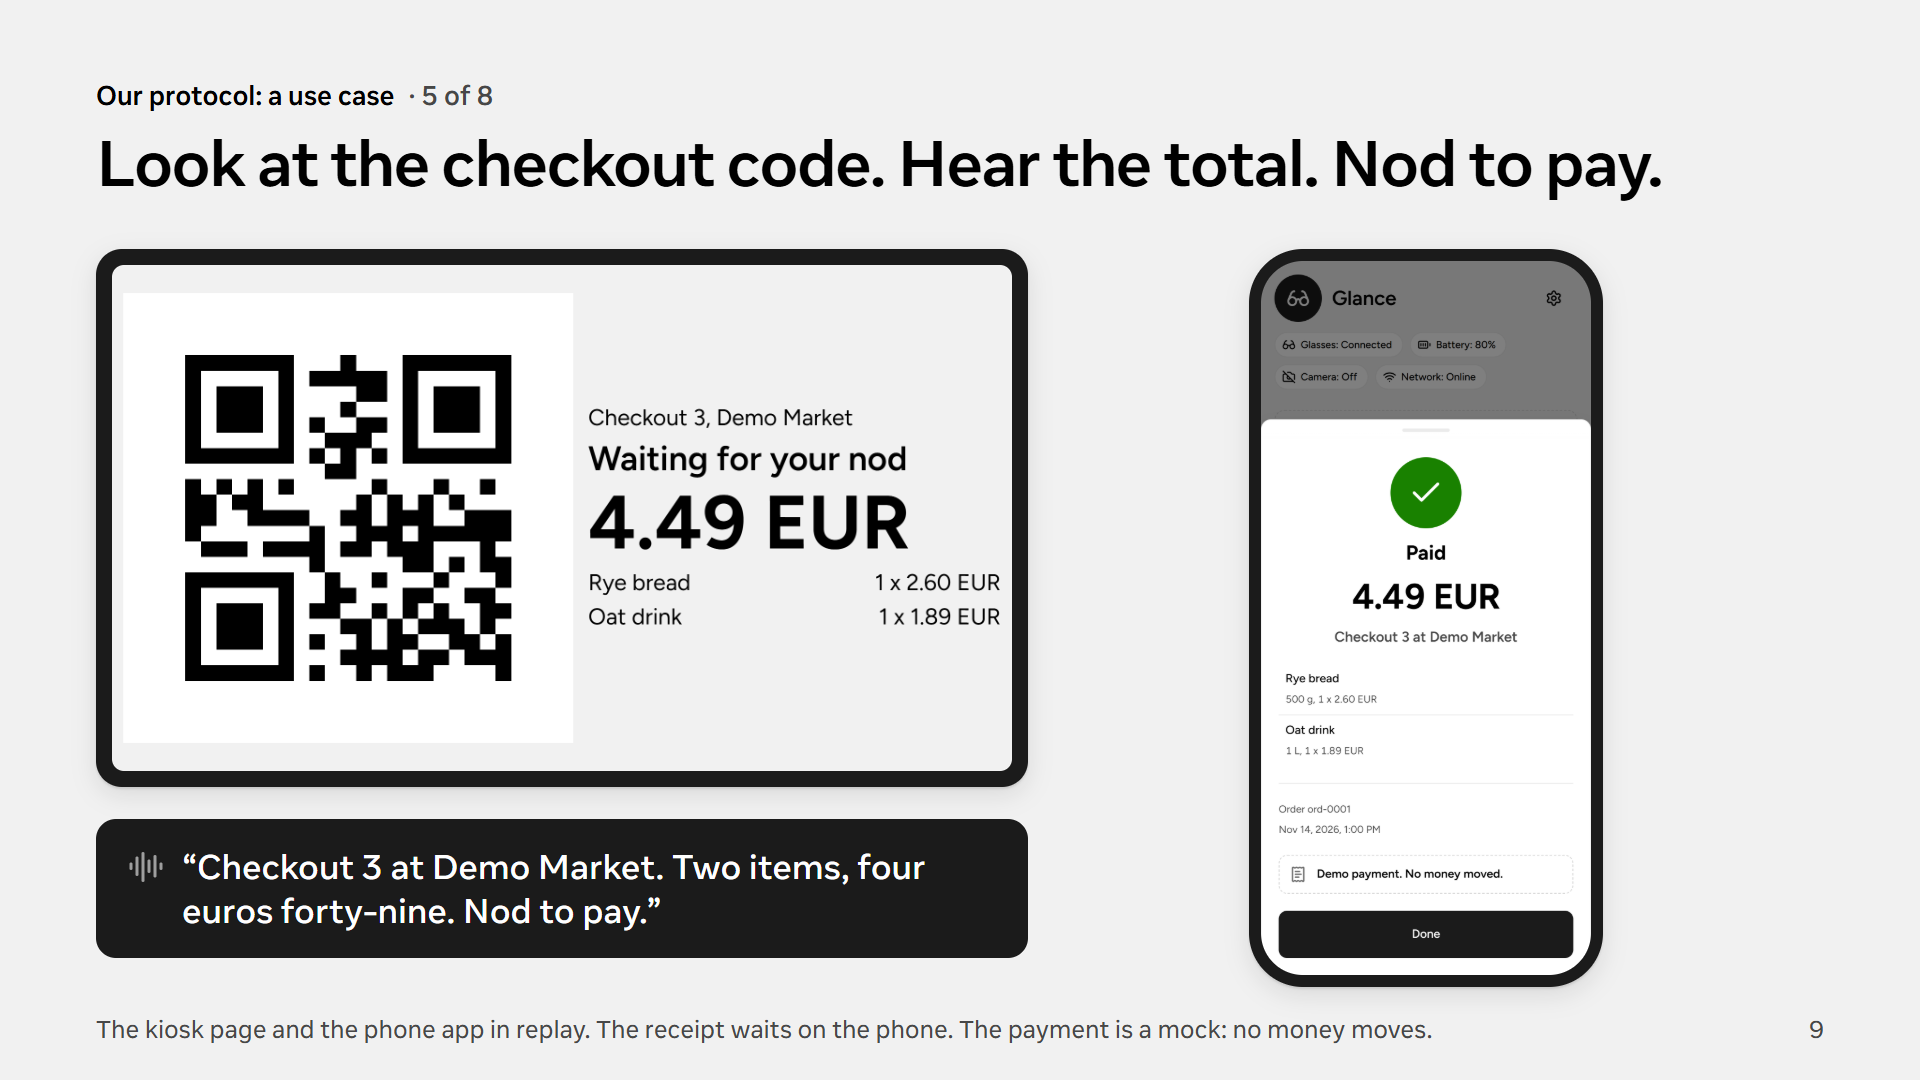 Our protocol: a use case · 5 of 8
Look at the checkout code. Hear the total. Nod to pay.
Checkout 3, Demo Market
Waiting for your nod
4.49 EUR
Rye bread 1 x 2.60 EUR
Oat drink 1 x 1.89 EUR
“Checkout 3 at Demo Market. Two items, four
euros forty-nine. Nod to pay.”
Glance
Glasses: Connected Battery: 80%
Camera: Off Network: Online
Paid
4.49 EUR
Checkout 3 at Demo Market
Rye bread
500 g, 1 x 2.60 EUR
Oat drink
1 L, 1 x 1.89 EUR
Order ord-0001
Nov 14, 2026, 1:00 PM
Demo payment. No money moved.
Done
The kiosk page and the phone app in replay. The receipt waits on the phone. The payment is a mock: no money moves.
9